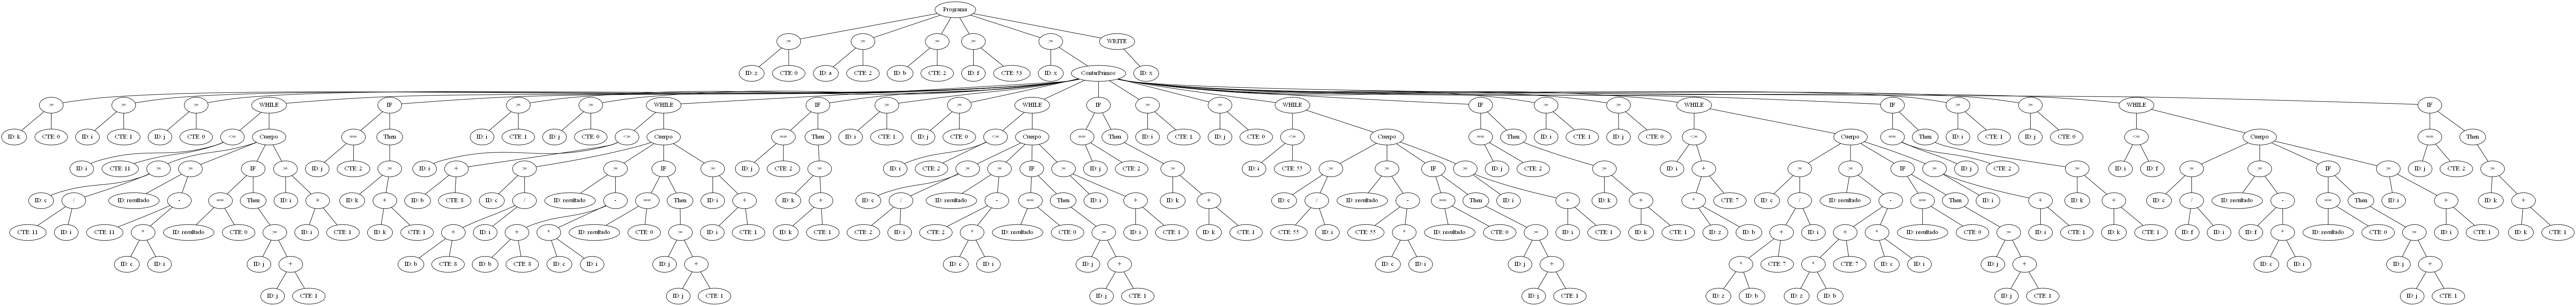 Programa
:= := := := := WRITE
ID: z CTE: 0 ID: a CTE: 2 ID: b CTE: 2 ID: f CTE: 53 ID: x ContarPrimos ID: x
:= := := WHILE IF := := WHILE IF := := WHILE IF := := WHILE IF := := WHILE IF := := WHILE IF
ID: k CTE: 0 ID: i CTE: 1 ID: j CTE: 0 <= Cuerpo == Then ID: i CTE: 1 ID: j CTE: 0 <= Cuerpo == Then ID: i CTE: 1 ID: j CTE: 0 <= Cuerpo == Then ID: i CTE: 1 ID: j CTE: 0 <= Cuerpo == Then ID: i CTE: 1 ID: j CTE: 0 <= Cuerpo == Then ID: i CTE: 1 ID: j CTE: 0 <= Cuerpo == Then
ID: i CTE: 11 := := IF := ID: j CTE: 2 := ID: i + := := IF := ID: j CTE: 2 := ID: i CTE: 2 := := IF := ID: j CTE: 2 := ID: i CTE: 55 := := IF := ID: j CTE: 2 := ID: i + := := IF := ID: j CTE: 2 := ID: i ID: f := := IF := ID: j CTE: 2 :=
ID: c / ID: resultado - == Then ID: i + ID: k + ID: b CTE: 8 ID: c / ID: resultado - == Then ID: i + ID: k + ID: c / ID: resultado - == Then ID: i + ID: k + ID: c / ID: resultado - == Then ID: i + ID: k + * CTE: 7 ID: c / ID: resultado - == Then ID: i + ID: k + ID: c / ID: resultado - == Then ID: i + ID: k +
CTE: 11 ID: i CTE: 11 * ID: resultado CTE: 0 := ID: i CTE: 1 ID: k CTE: 1 + ID: i + * ID: resultado CTE: 0 := ID: i CTE: 1 ID: k CTE: 1 CTE: 2 ID: i CTE: 2 * ID: resultado CTE: 0 := ID: i CTE: 1 ID: k CTE: 1 CTE: 55 ID: i CTE: 55 * ID: resultado CTE: 0 := ID: i CTE: 1 ID: k CTE: 1 ID: z ID: b + ID: i + * ID: resultado CTE: 0 := ID: i CTE: 1 ID: k CTE: 1 ID: f ID: i ID: f * ID: resultado CTE: 0 := ID: i CTE: 1 ID: k CTE: 1
ID: c ID: i ID: j + ID: b CTE: 8 ID: b CTE: 8 ID: c ID: i ID: j + ID: c ID: i ID: j + ID: c ID: i ID: j + * CTE: 7 * CTE: 7 ID: c ID: i ID: j + ID: c ID: i ID: j +
ID: j CTE: 1 ID: j CTE: 1 ID: j CTE: 1 ID: j CTE: 1 ID: z ID: b ID: z ID: b ID: j CTE: 1 ID: j CTE: 1